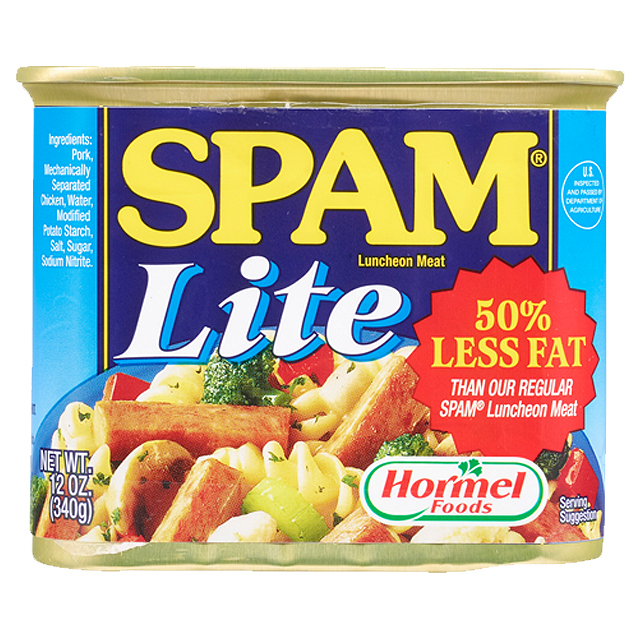 Ingredients:
Pork,
Mechanically
Separated
Chicken, Water,
Modified
Potato Starch,
Salt, Sugar,
Sodium Nitrite.
SPAM®
Luncheon Meat
Lite
U.S.
INSPECTED
AND PASSED BY
DEPARTMENT OF
AGRICULTURE
50%
LESS FAT
THAN OUR REGULAR
SPAM® Luncheon Meat
NET WT.
12 OZ.
(340g)
Hormel
FOODS
Serving
Suggestion